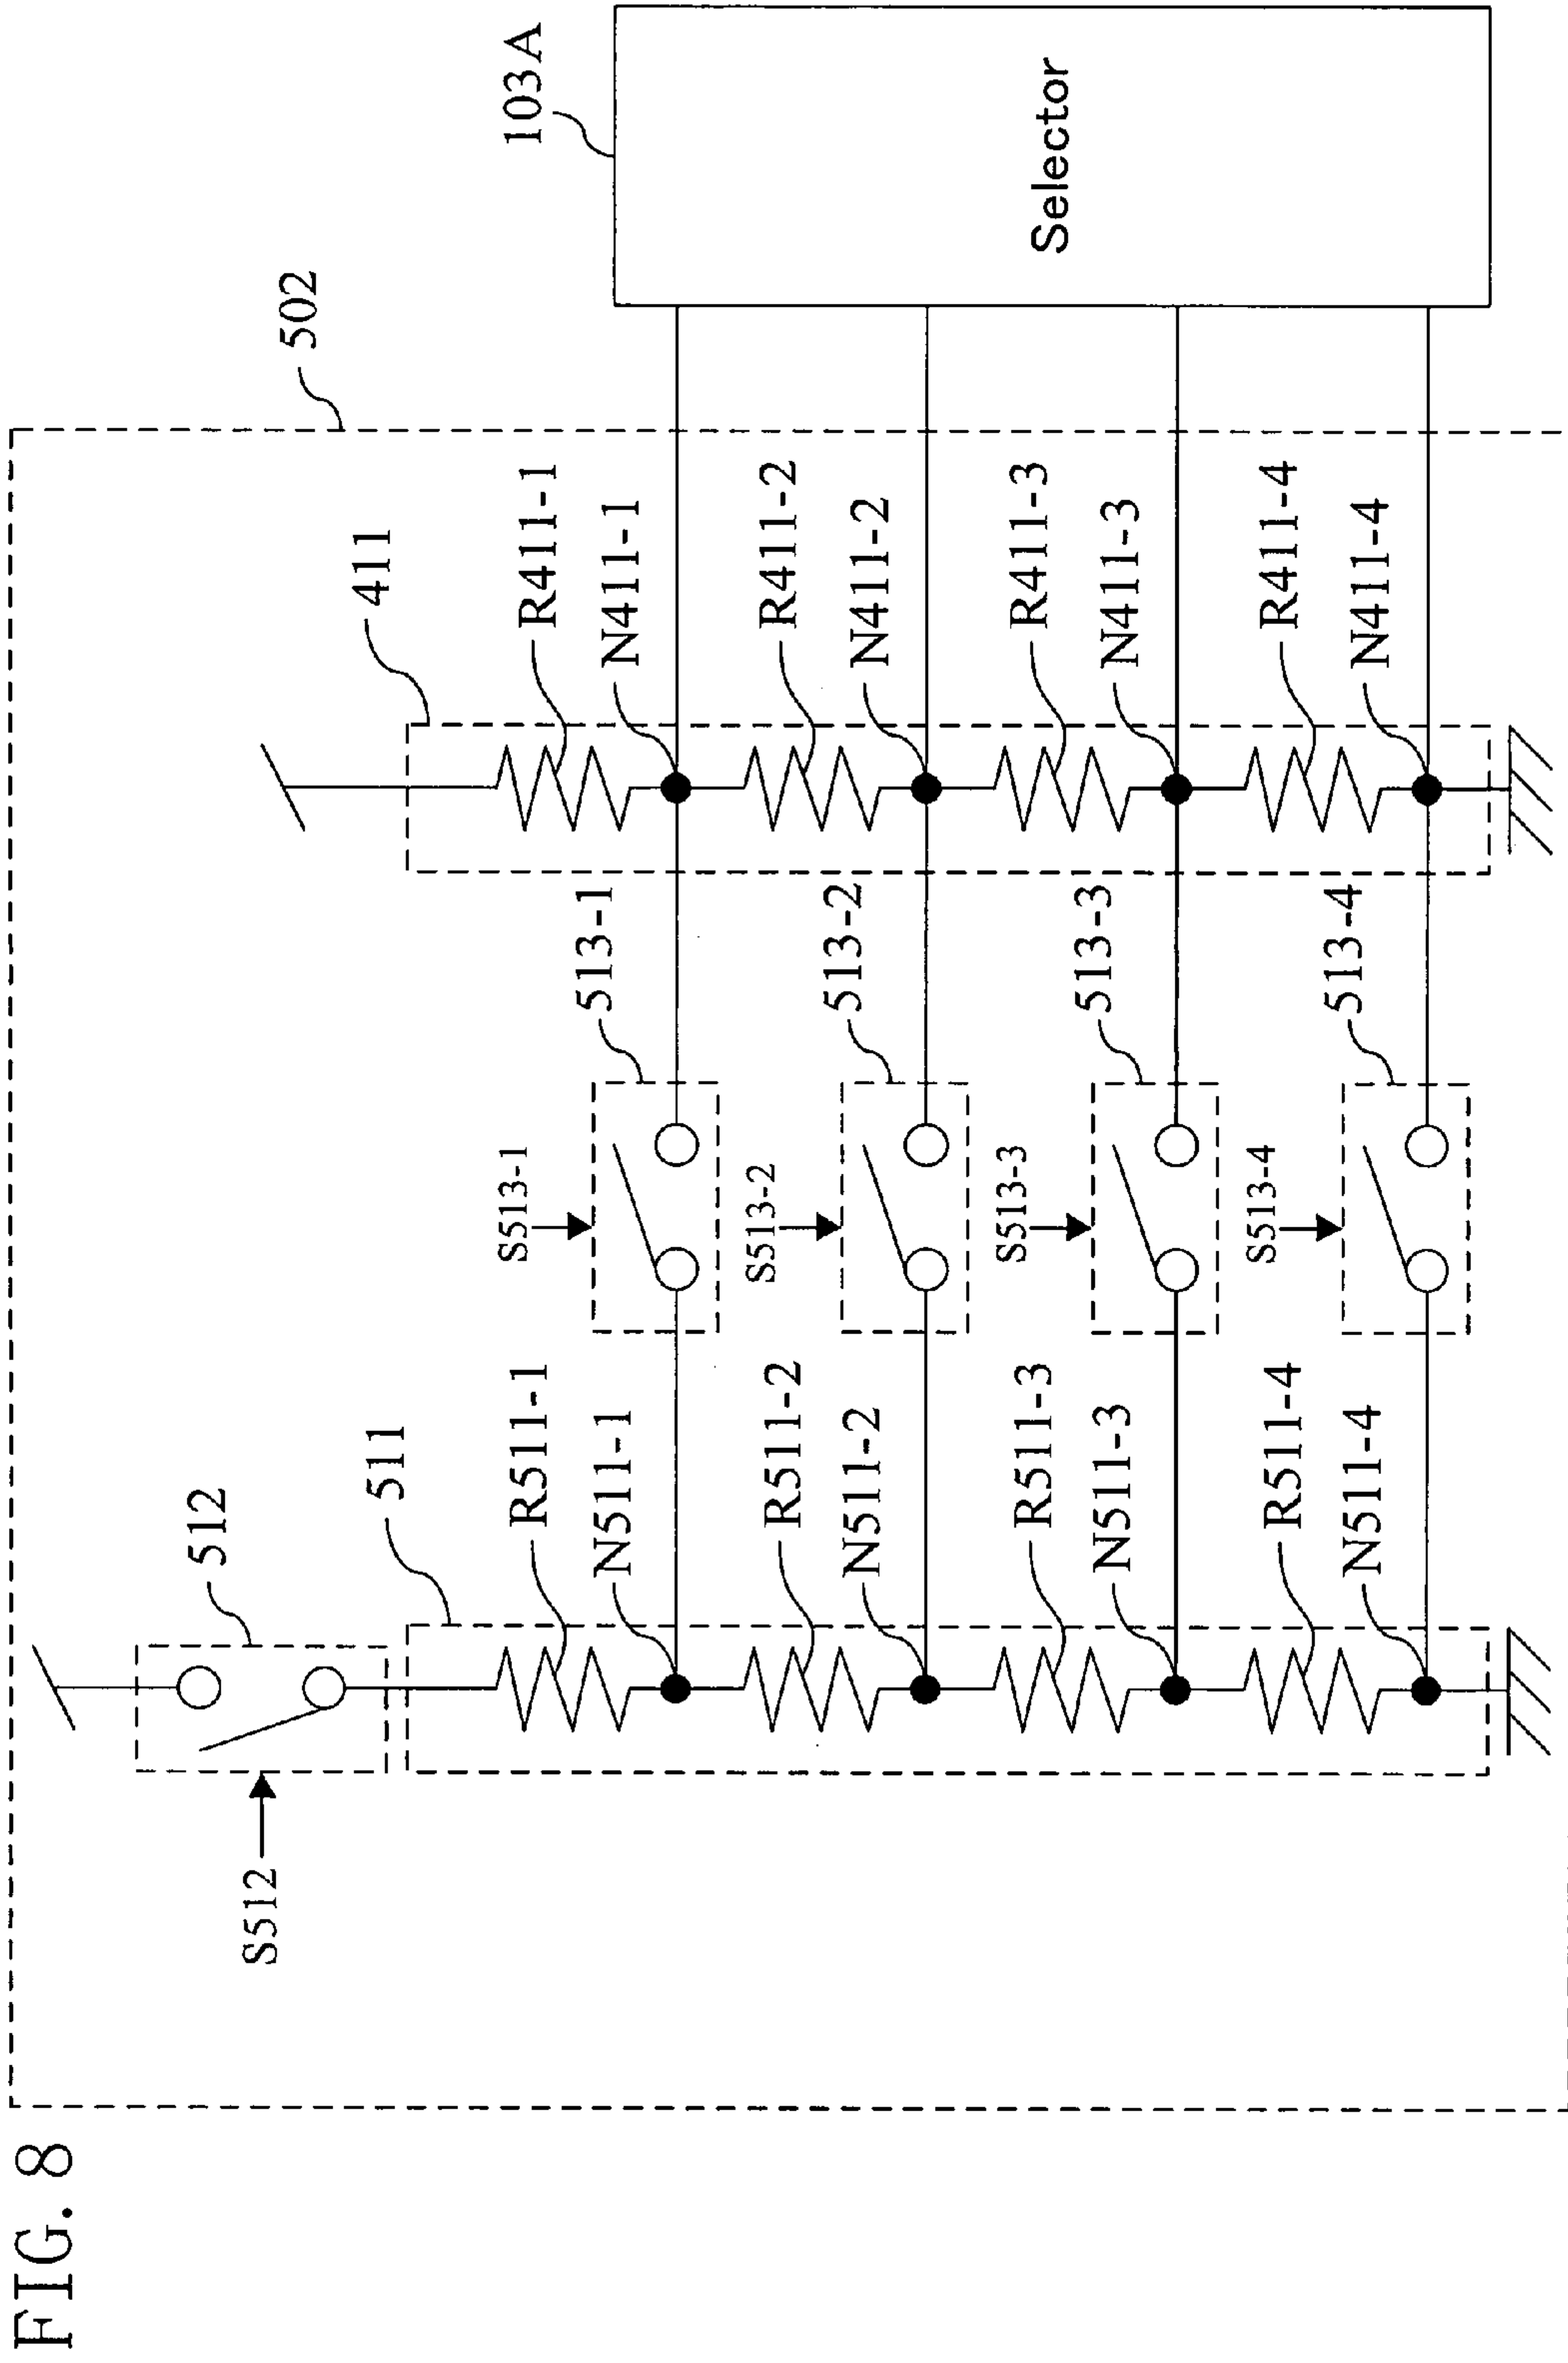 FIG. 8
502
S512
512
511
411
103A
R511-1
N511-1
S513-1
513-1
R411-1
N411-1
R511-2
N511-2
S513-2
513-2
R411-2
N411-2
Selector
R511-3
N511-3
S513-3
513-3
R411-3
N411-3
R511-4
N511-4
S513-4
513-4
R411-4
N411-4